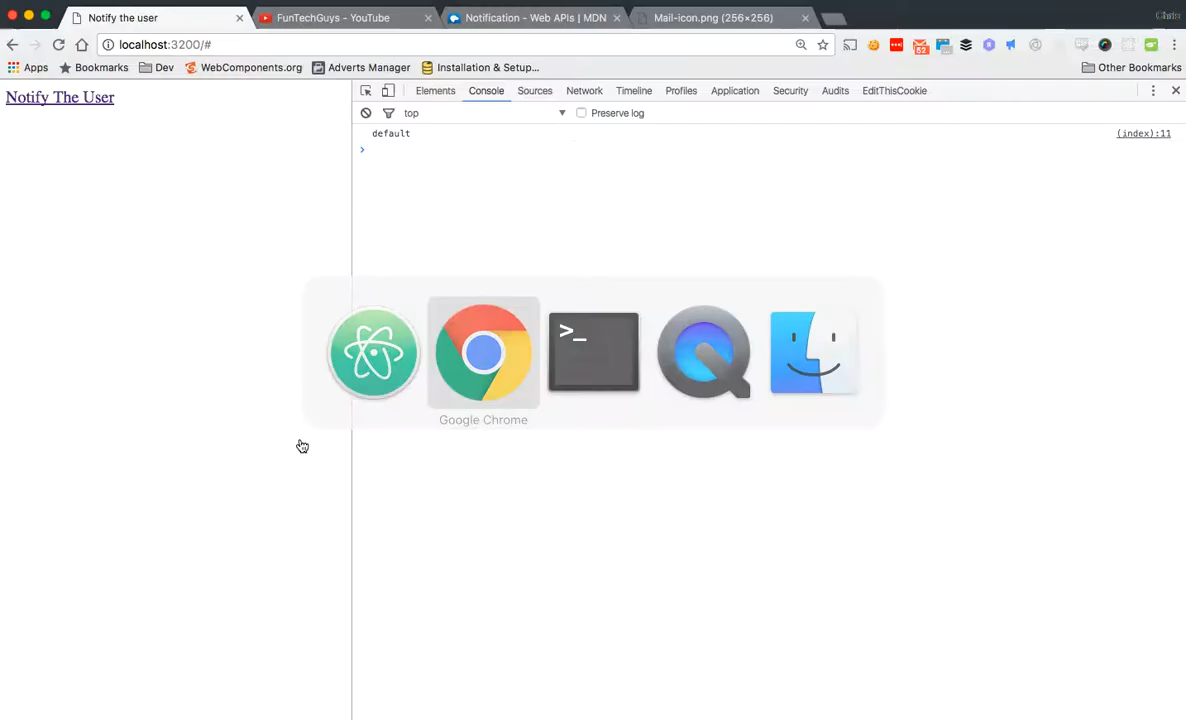 Notify the user
FunTechGuys - YouTube
Notification - Web APIs | MDN
Mail-icon.png (256×256)
Chris
localhost:3200/#
52
Apps
Bookmarks
Dev
WebComponents.org
Adverts Manager
Installation & Setup...
Other Bookmarks
Notify The User
Elements
Console
Sources
Network
Timeline
Profiles
Application
Security
Audits
EditThisCookie
top
Preserve log
default
(index):11
>
>_
Google Chrome